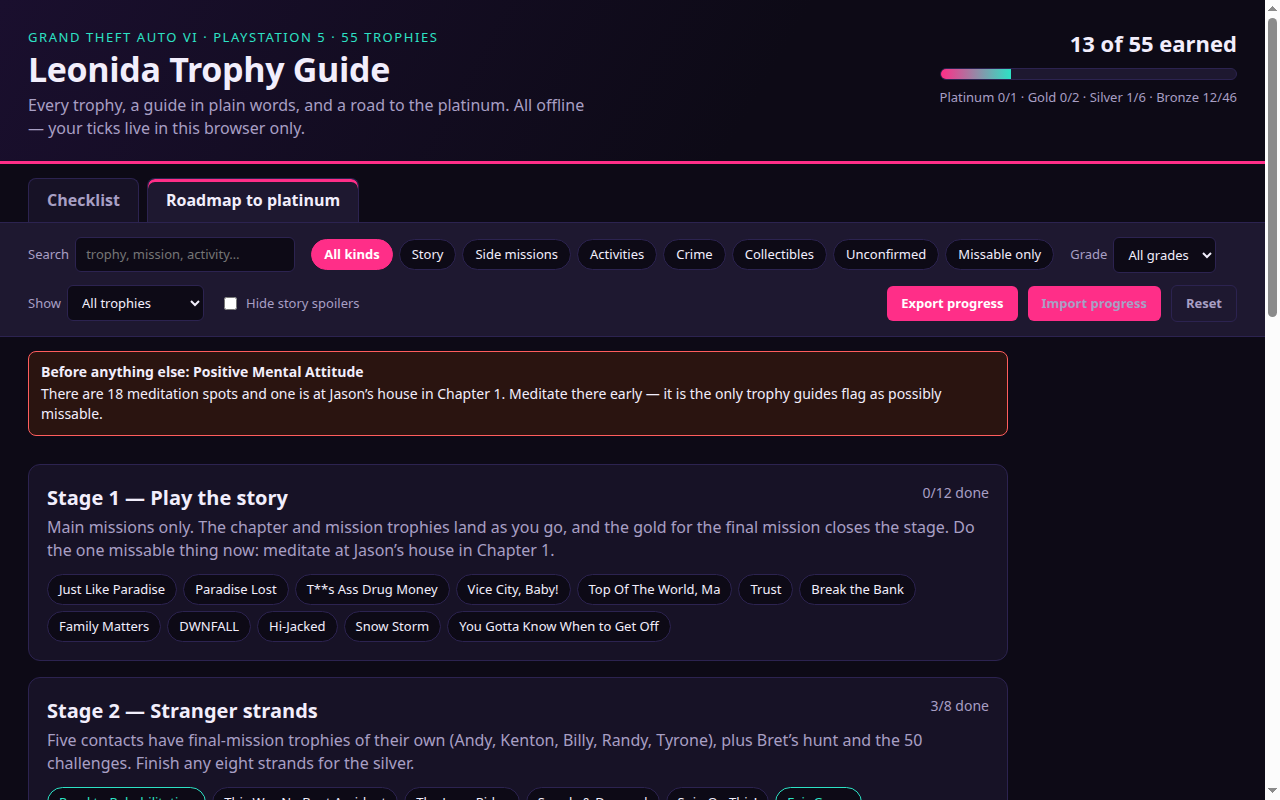 GRAND THEFT AUTO VI · PLAYSTATION 5 · 55 TROPHIES
Leonida Trophy Guide
Every trophy, a guide in plain words, and a road to the platinum. All offline
— your ticks live in this browser only.
13 of 55 earned
Platinum 0/1 · Gold 0/2 · Silver 1/6 · Bronze 12/46
Checklist
Roadmap to platinum
Search trophy, mission, activity... All kinds Story Side missions Activities Crime Collectibles Unconfirmed Missable only Grade All grades
Show All trophies Hide story spoilers Export progress Import progress Reset
Before anything else: Positive Mental Attitude
There are 18 meditation spots and one is at Jason’s house in Chapter 1. Meditate there early — it is the only trophy guides flag as possibly
missable.
Stage 1 — Play the story
0/12 done
Main missions only. The chapter and mission trophies land as you go, and the gold for the final mission closes the stage. Do
the one missable thing now: meditate at Jason’s house in Chapter 1.
Just Like Paradise Paradise Lost T**s Ass Drug Money Vice City, Baby! Top Of The World, Ma Trust Break the Bank
Family Matters DWNFALL Hi-Jacked Snow Storm You Gotta Know When to Get Off
Stage 2 — Stranger strands
3/8 done
Five contacts have final-mission trophies of their own (Andy, Kenton, Billy, Randy, Tyrone), plus Bret’s hunt and the 50
challenges. Finish any eight strands for the silver.